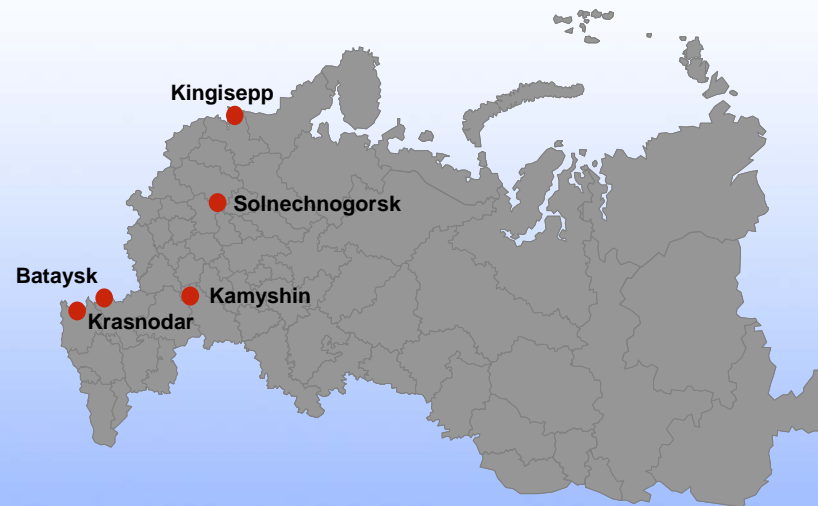 Kingisepp
Solnechnogorsk
Bataysk
Kamyshin
Krasnodar